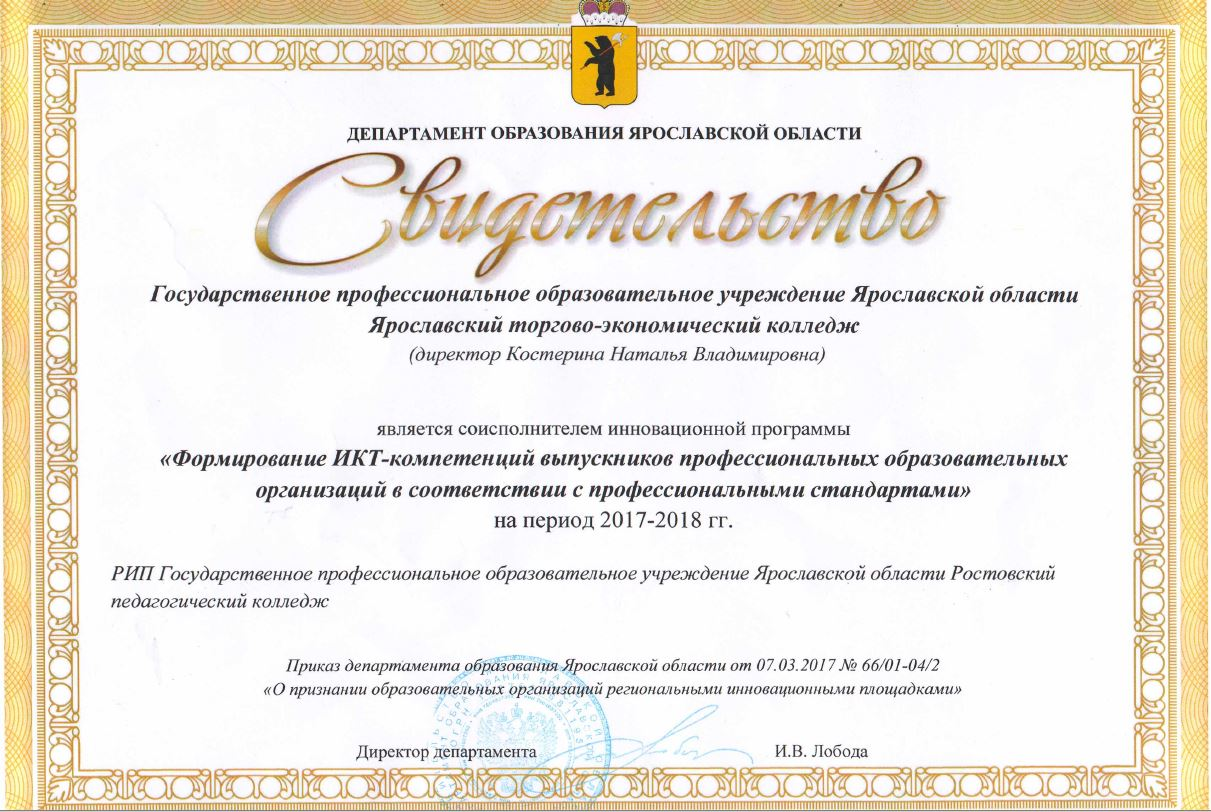 ДЕПАРТАМЕНТ ОБРАЗОВАНИЯ ЯРОСЛАВСКОЙ ОБЛАСТИ
Свидетельство
Государственное профессиональное образовательное учреждение Ярославской области
Ярославский торгово-экономический колледж
(директор Костерина Наталья Владимировна)
является соисполнителем инновационной программы
«Формирование ИКТ-компетенций выпускников профессиональных образовательных
организаций в соответствии с профессиональными стандартами»
на период 2017-2018 гг.
РИП Государственное профессиональное образовательное учреждение Ярославской области Ростовский
педагогический колледж
Приказ департамента образования Ярославской области от 07.03.2017 № 66/01-04/2
«О признании образовательных организаций региональными инновационными площадками»
Директор департамента И.В. Лобода